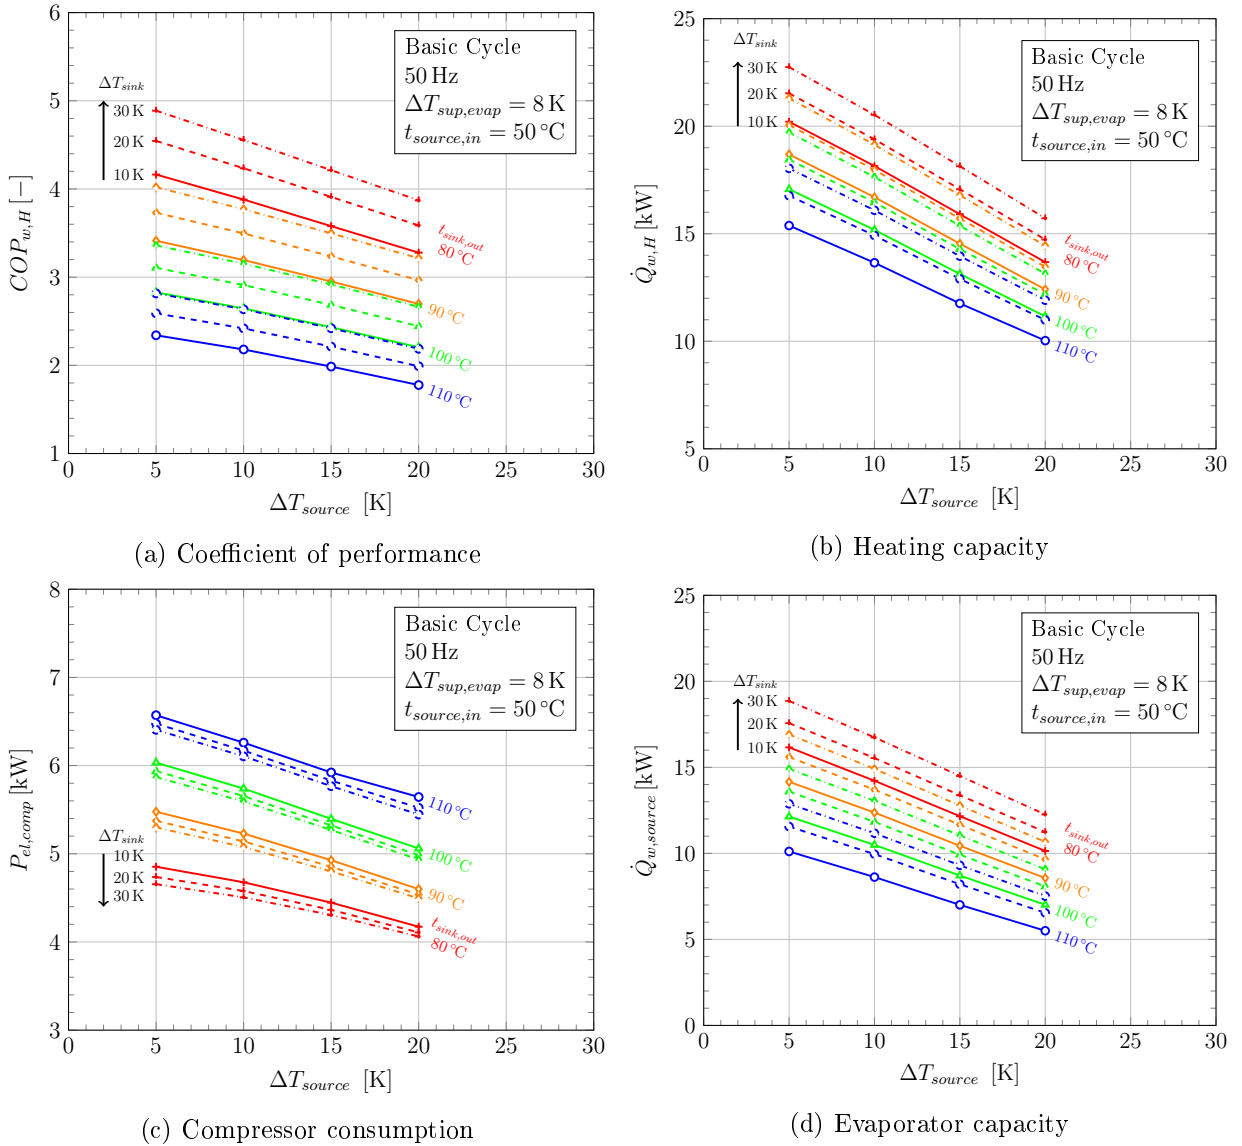 6
5
4
3
2
1
0
5
10
15
20
25
30
COP_{w,H} [−]
ΔT_{source} [K]
ΔT_{sink}
30 K
20 K
10 K
Basic Cycle
50 Hz
ΔT_{sup,evap} = 8 K
t_{source,in} = 50 °C
t_{sink,out}
80 °C
90 °C
100 °C
110 °C
(a) Coefficient of performance
25
20
15
10
5
0
5
10
15
20
25
30
Q̇_{w,H} [kW]
ΔT_{source} [K]
ΔT_{sink}
30 K
20 K
10 K
Basic Cycle
50 Hz
ΔT_{sup,evap} = 8 K
t_{source,in} = 50 °C
t_{sink,out}
80 °C
90 °C
100 °C
110 °C
(b) Heating capacity
8
7
6
5
4
3
0
5
10
15
20
25
30
P_{el,comp} [kW]
ΔT_{source} [K]
ΔT_{sink}
10 K
20 K
30 K
Basic Cycle
50 Hz
ΔT_{sup,evap} = 8 K
t_{source,in} = 50 °C
110 °C
100 °C
90 °C
t_{sink,out}
80 °C
(c) Compressor consumption
25
20
15
10
5
0
0
5
10
15
20
25
30
Q̇_{w,source} [kW]
ΔT_{source} [K]
ΔT_{sink}
30 K
20 K
10 K
Basic Cycle
50 Hz
ΔT_{sup,evap} = 8 K
t_{source,in} = 50 °C
t_{sink,out}
80 °C
90 °C
100 °C
110 °C
(d) Evaporator capacity